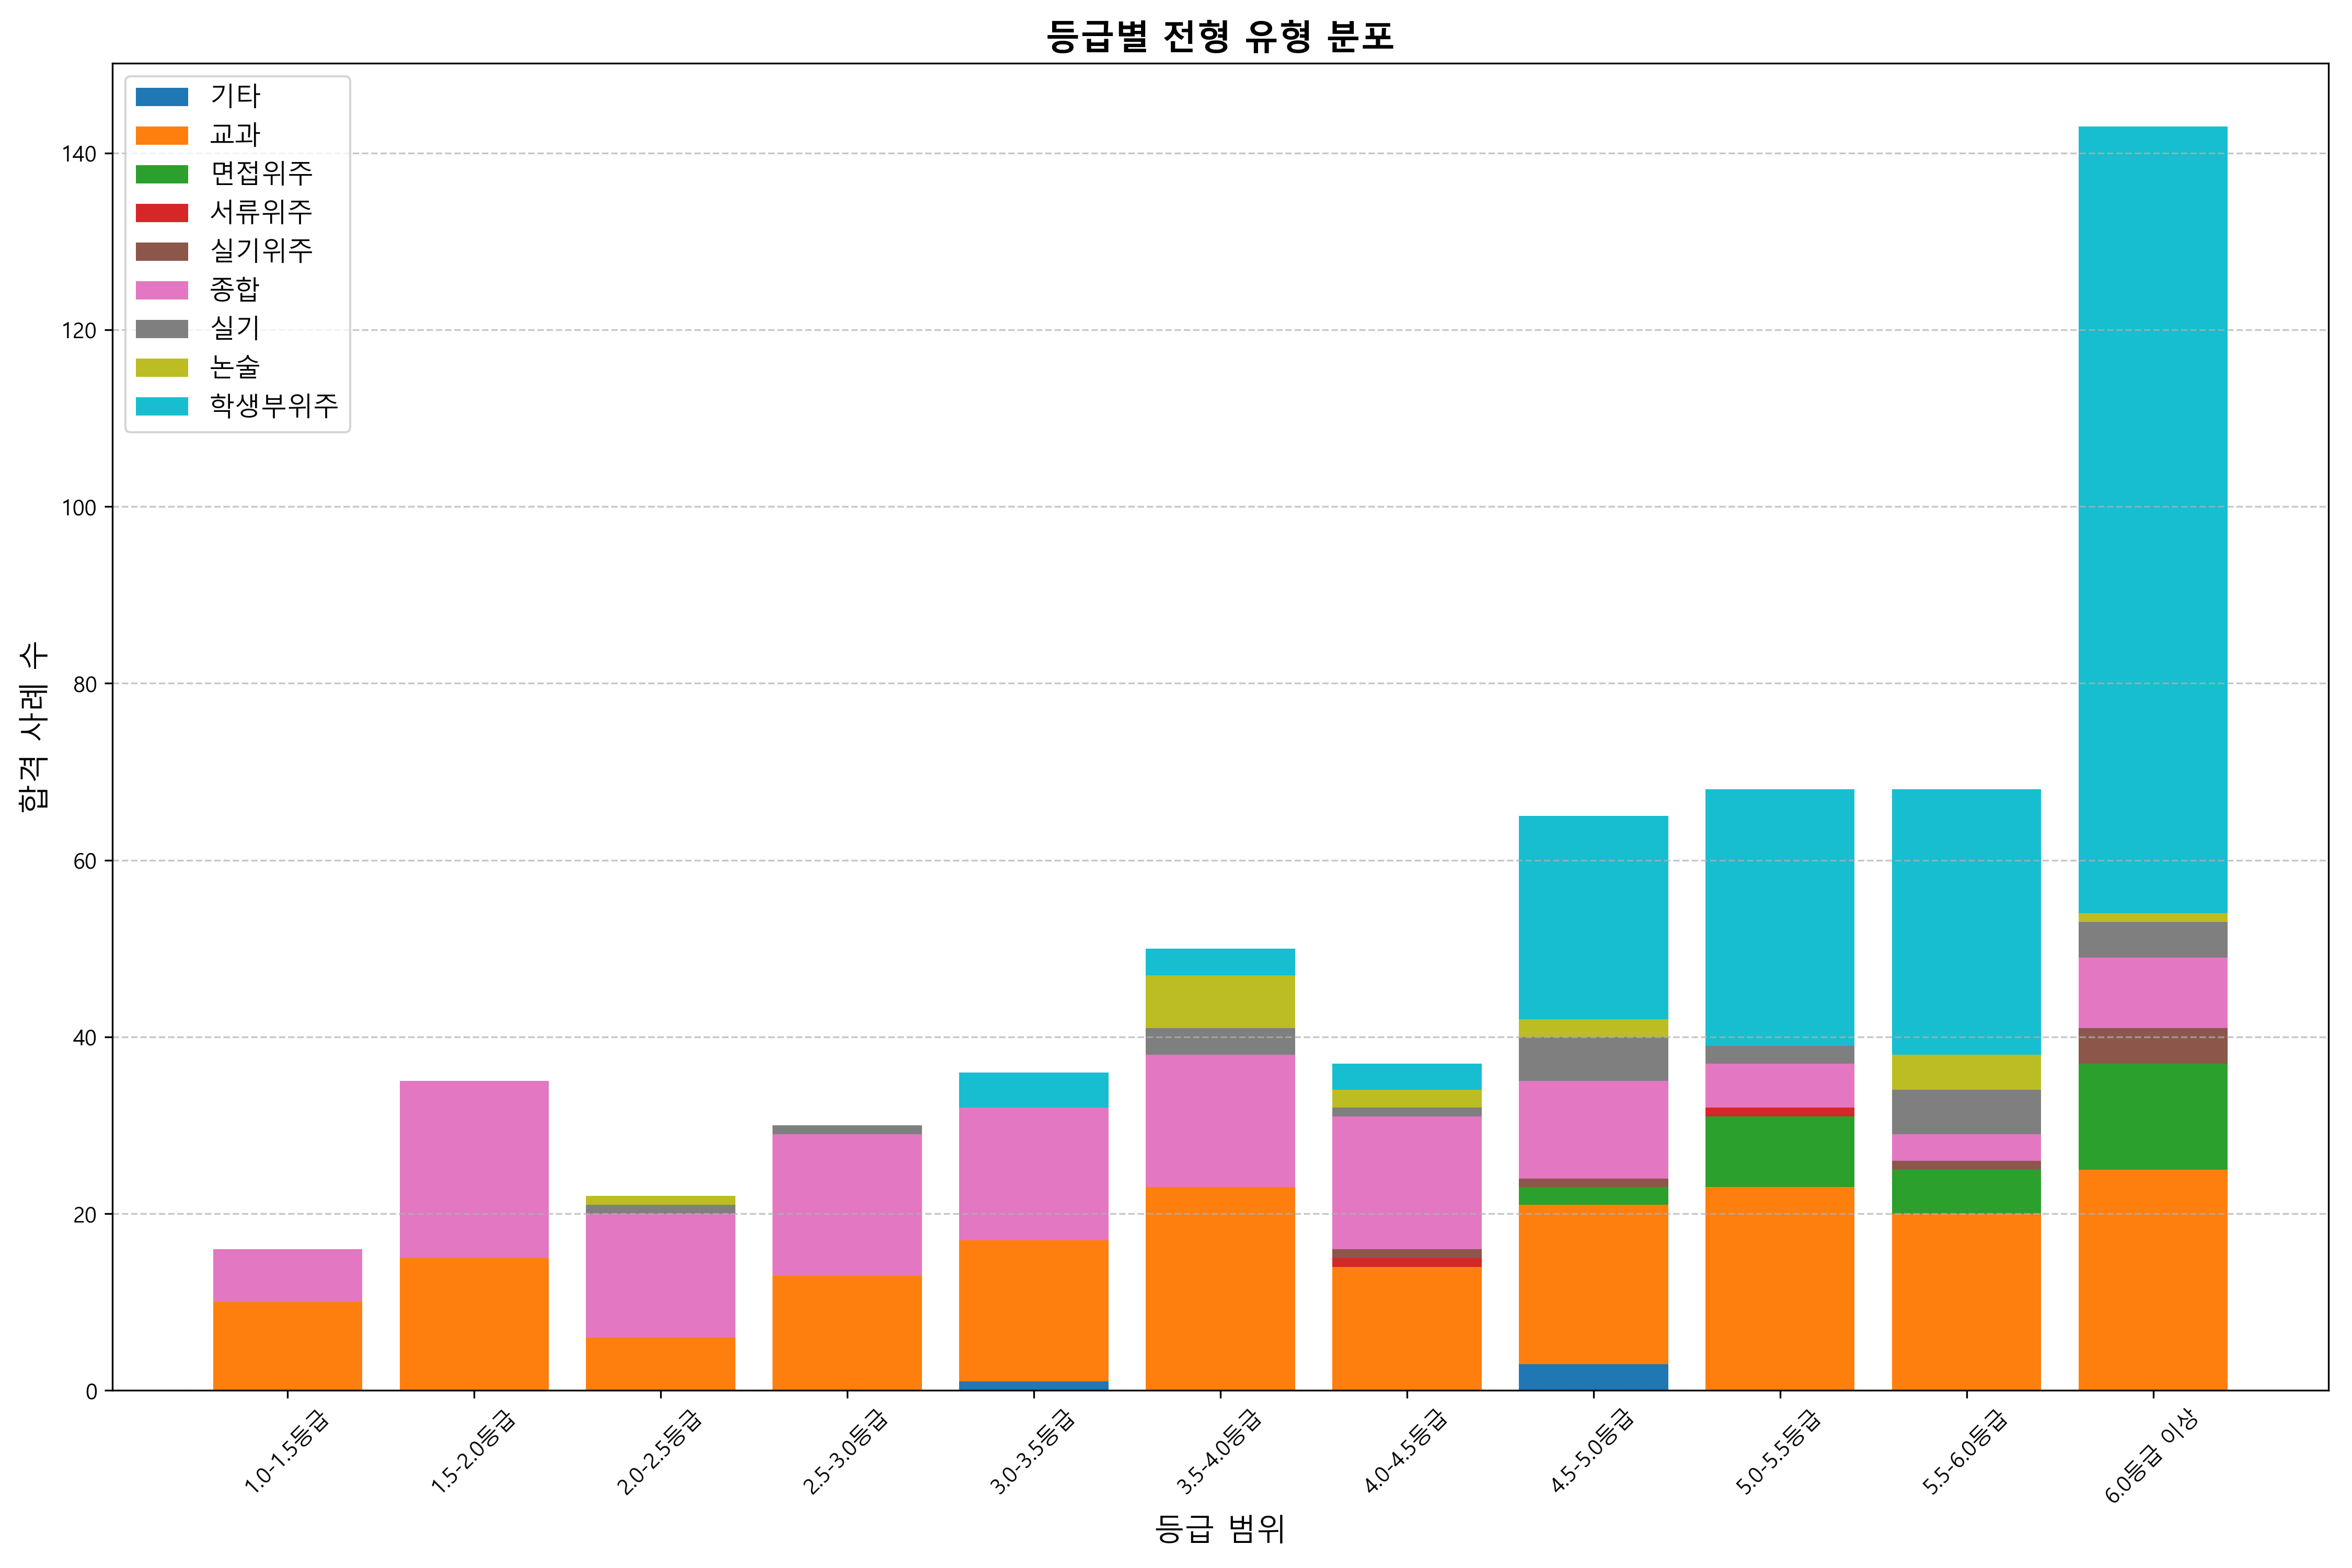 등급별 전형 유형 분포
기타
교과
면접위주
서류위주
실기위주
종합
실기
논술
학생부위주
합격 사례 수
140
120
100
80
60
40
20
0
1.0-1.5등급
1.5-2.0등급
2.0-2.5등급
2.5-3.0등급
3.0-3.5등급
3.5-4.0등급
4.0-4.5등급
4.5-5.0등급
5.0-5.5등급
5.5-6.0등급
6.0등급 이상
등급 범위